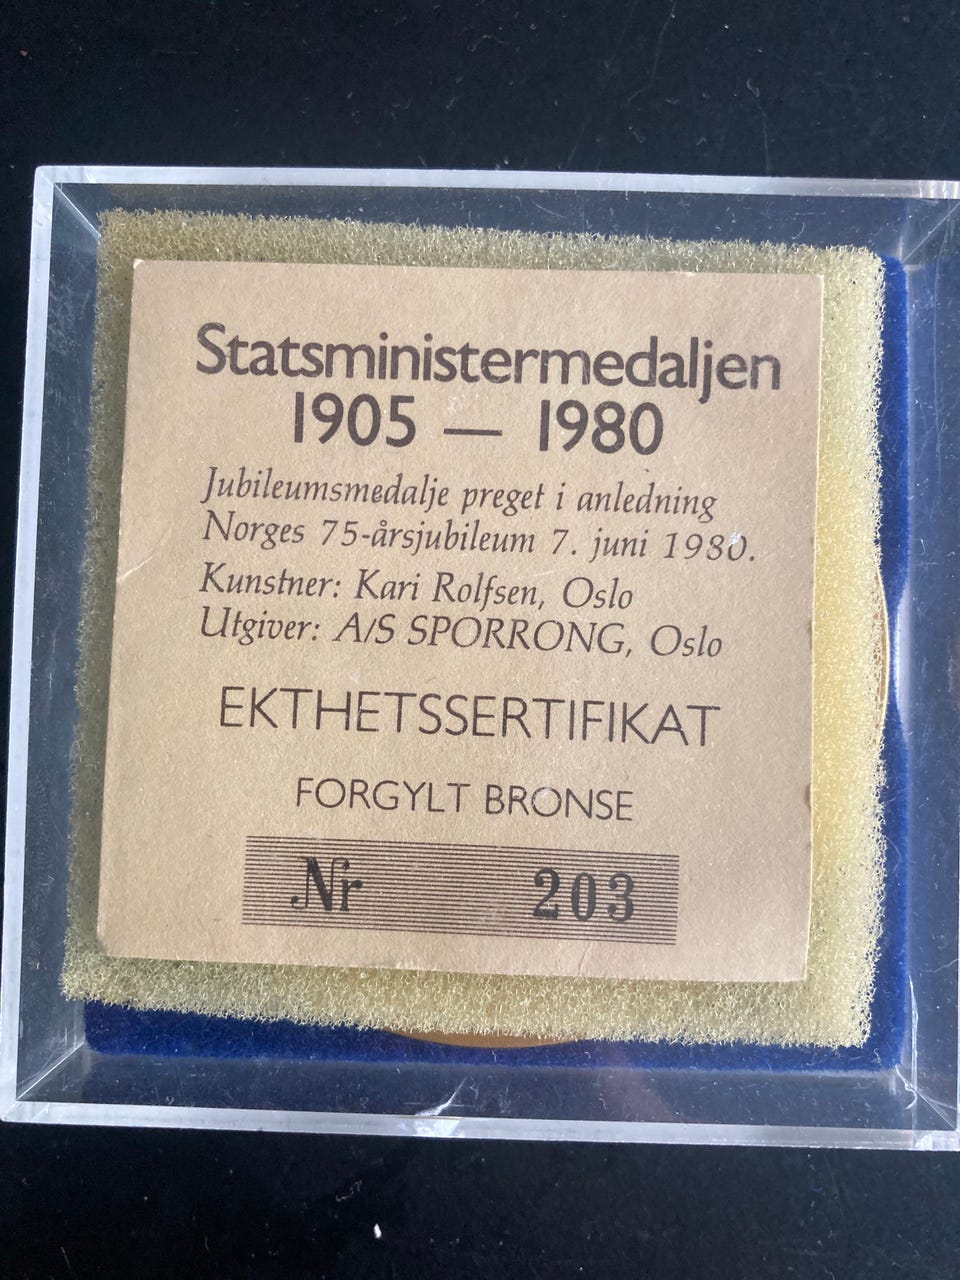 Statsministermedaljen
1905 — 1980
Jubileumsmedalje preget i anledning
Norges 75-årsjubileum 7. juni 1980.
Kunstner: Kari Rolfsen, Oslo
Utgiver: A/S SPORRONG, Oslo
EKTHETSSERTIFIKAT
FORGYLT BRONSE
Nr 203